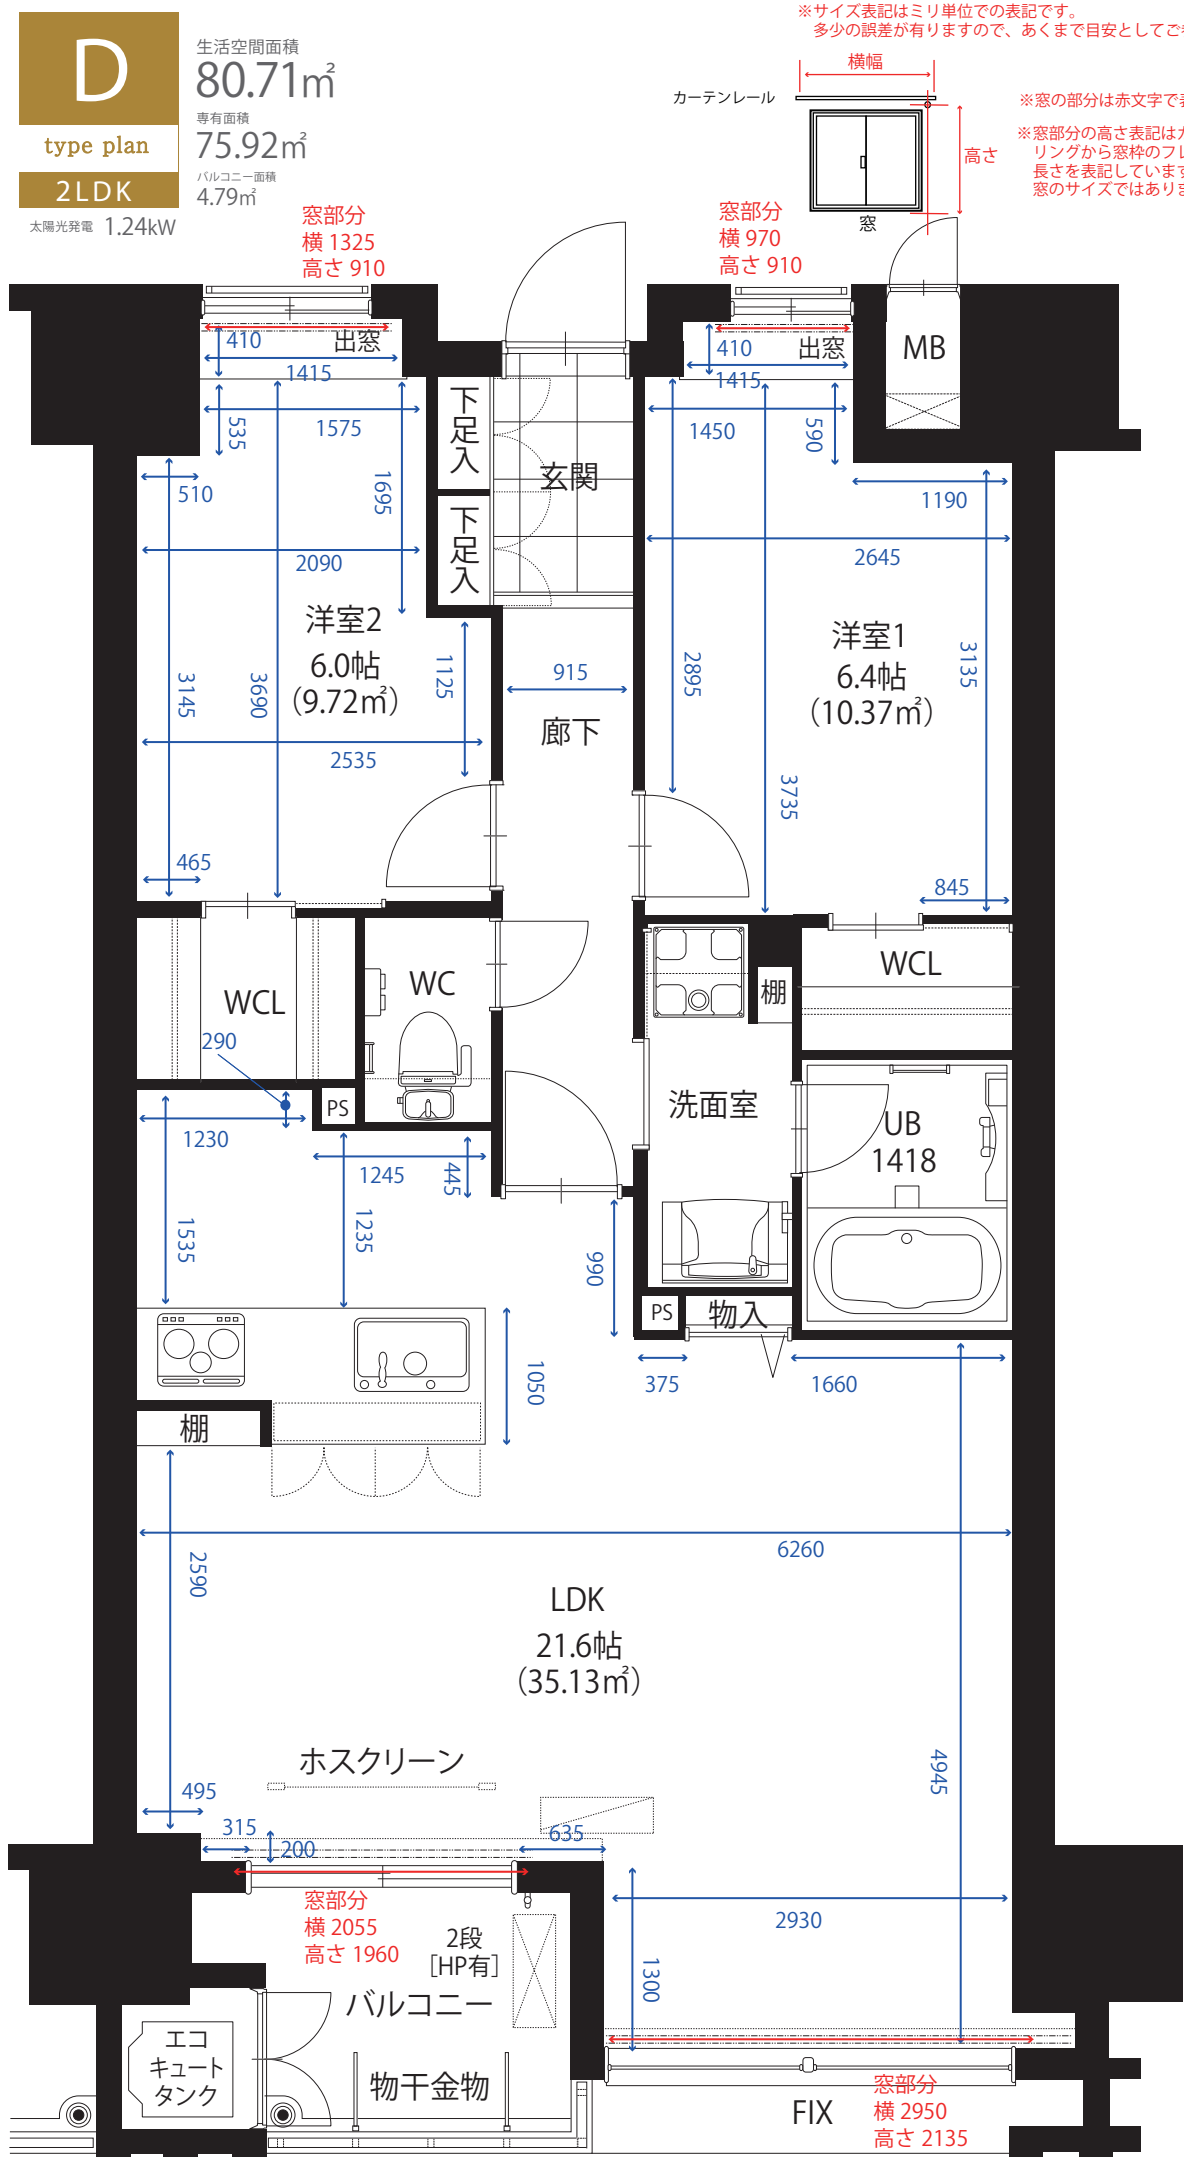 D
type plan
2LDK
太陽光発電 1.24kW
生活空間面積
80.71㎡
専有面積
75.92㎡
バルコニー面積
4.79㎡
※サイズ表記はミリ単位での表記です。
多少の誤差が有りますので、あくまで目安としてご
横幅
カーテンレール
高さ
窓
※窓の部分は赤文字で
※窓部分の高さ表記は
リングから窓枠のフレ
長さを表記しています
窓のサイズではありま
窓部分
横 1325
高さ 910
窓部分
横 970
高さ 910
410
出窓
1415
535
1575
510
1695
2090
洋室2
6.0帖
(9.72㎡)
3145
3690
1125
2535
465
下足入
下足入
玄関
915
廊下
410
出窓
1415
MB
1450
590
1190
2645
洋室1
6.4帖
(10.37㎡)
2895
3135
3735
845
WCL
WC
棚
WCL
290
PS
1230
1245
445
洗面室
UB
1418
1535
1235
990
PS
物入
375
1660
1050
棚
2590
6260
LDK
21.6帖
(35.13㎡)
ホスクリーン
4945
495
315
200
635
窓部分
横 2055
高さ 1960
2段
[HP有]
2930
1300
バルコニー
エコ
キュート
タンク
物干金物
FIX
窓部分
横 2950
高さ 2135